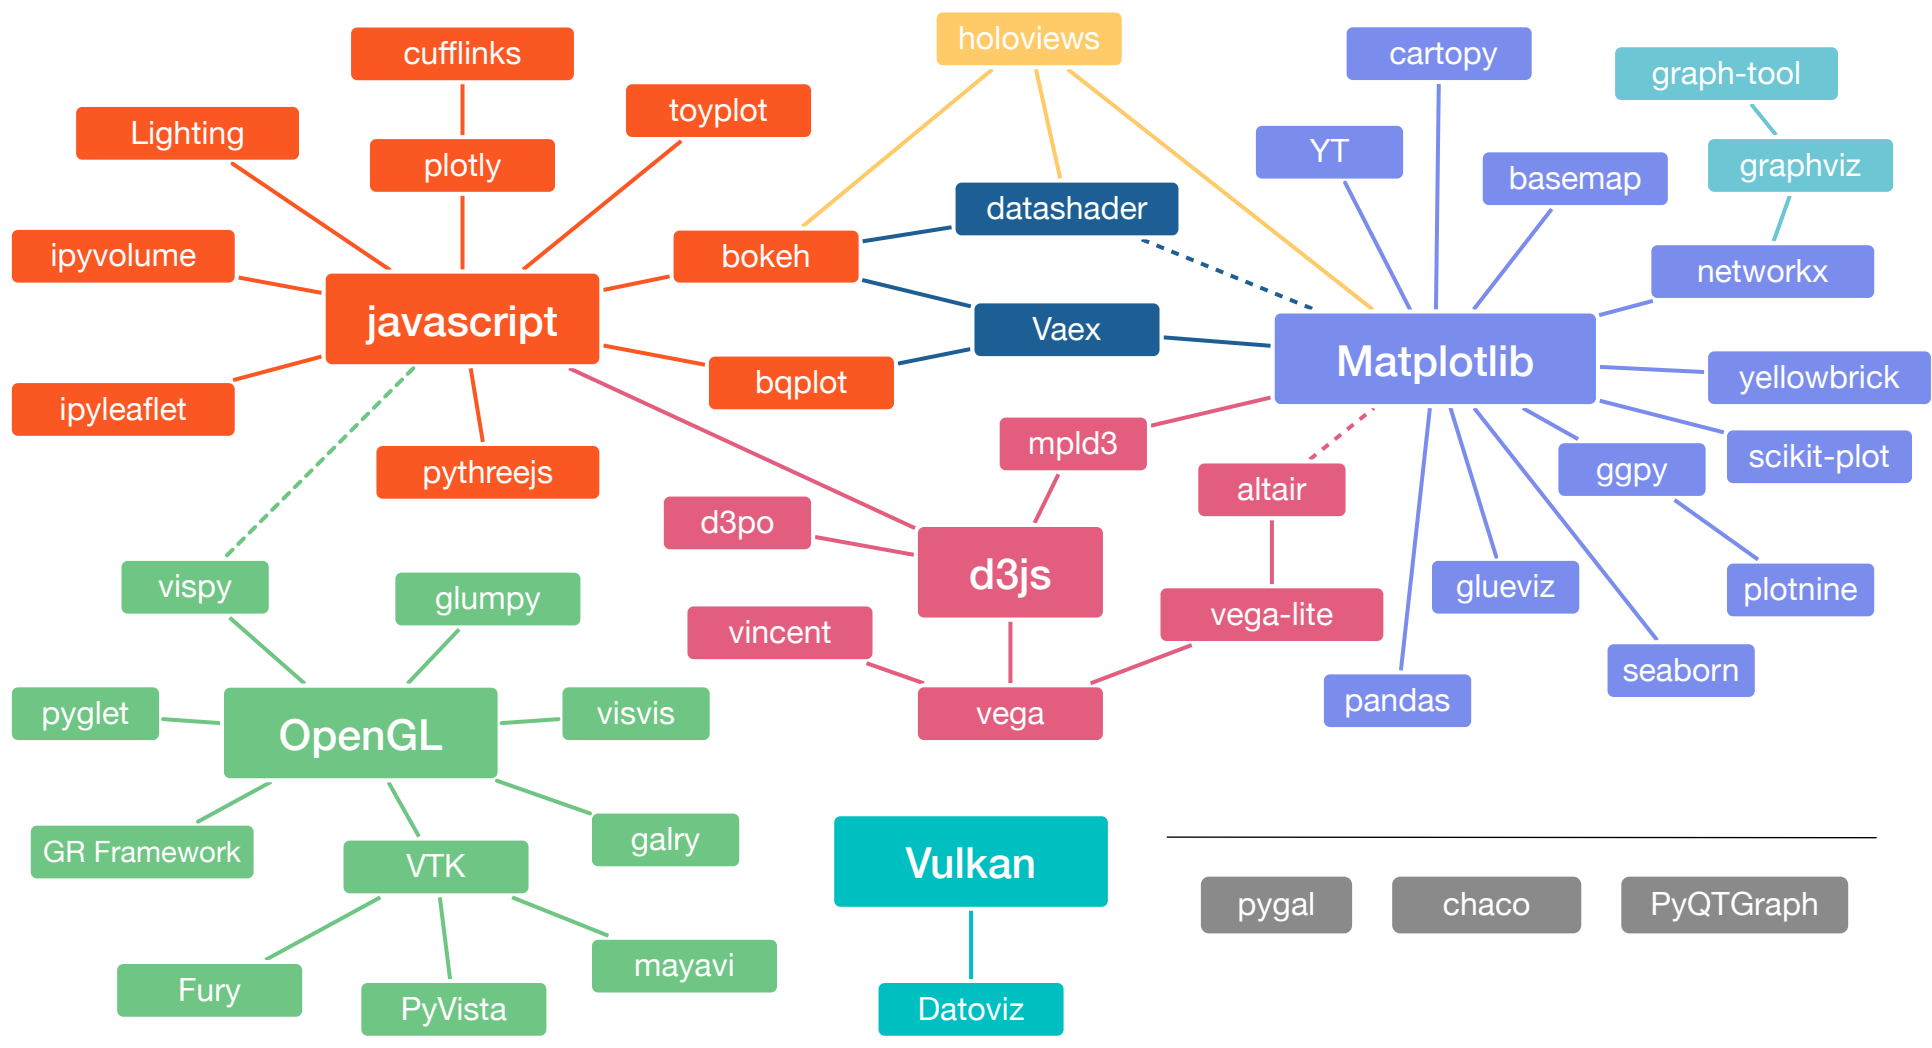 holoviews
cufflinks
cartopy
graph-tool
toyplot
Lighting
plotly
YT
basemap
graphviz
datashader
ipyvolume
bokeh
networkx
javascript
Vaex
Matplotlib
bqplot
yellowbrick
ipyleaflet
mpld3
scikit-plot
ggpy
pythreejs
altair
d3po
d3js
vispy
glumpy
glueviz
plotnine
vincent
vega-lite
seaborn
pyglet
OpenGL
visvis
vega
pandas
GR Framework
VTK
galry
Vulkan
pygal
chaco
PyQTGraph
mayavi
Fury
PyVista
Datoviz